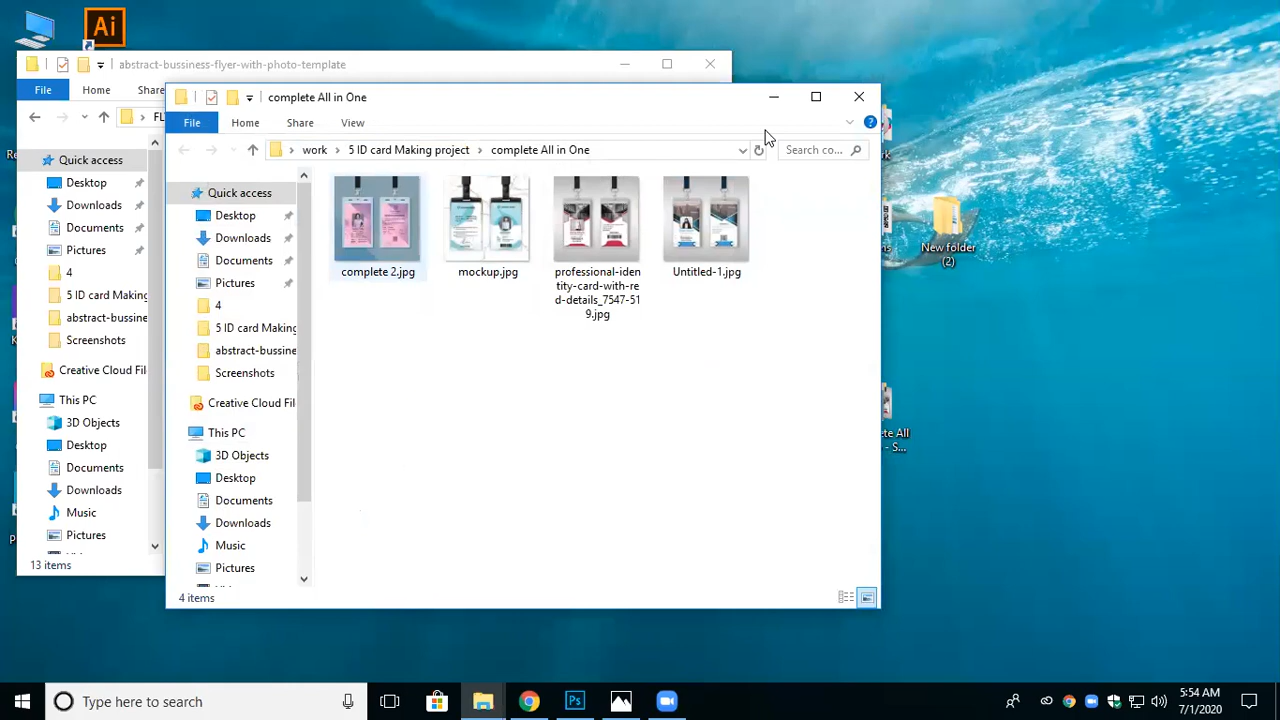 Ai
abstract-bussiness-flyer-with-photo-template
File
Home
Share
FL
Quick access
Desktop
Downloads
Documents
Pictures
4
5 ID card Making
abstract-bussine
Screenshots
Creative Cloud Fil
This PC
3D Objects
Desktop
Documents
Downloads
Music
Pictures
13 items
complete All in One
File
Home
Share
View
work
5 ID card Making project
complete All in One
Search co...
Quick access
Desktop
Downloads
Documents
Pictures
4
5 ID card Making
abstract-bussine
Screenshots
Creative Cloud Fil
This PC
3D Objects
Desktop
Documents
Downloads
Music
Pictures
complete 2.jpg
mockup.jpg
professional-iden
tity-card-with-re
d-details_7547-51
9.jpg
Untitled-1.jpg
4 items
New folder
(2)
te All
- S...
Type here to search
Ps
5:54 AM
7/1/2020